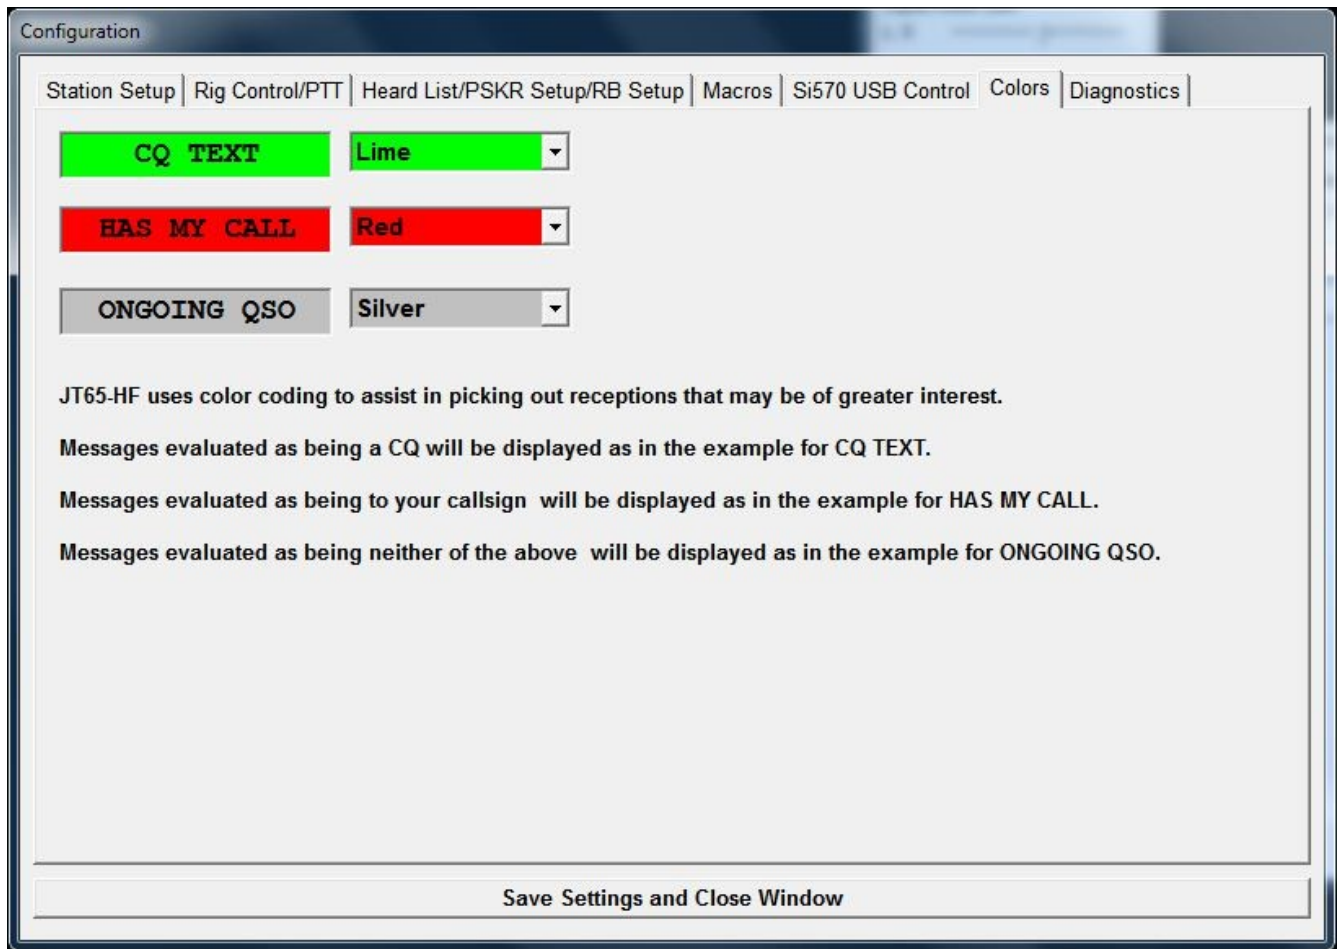 Configuration
Station Setup Rig Control/PTT Heard List/PSKR Setup/RB Setup Macros Si570 USB Control Colors Diagnostics
CQ TEXT Lime
HAS MY CALL Red
ONGOING QSO Silver
JT65-HF uses color coding to assist in picking out receptions that may be of greater interest.
Messages evaluated as being a CQ will be displayed as in the example for CQ TEXT.
Messages evaluated as being to your callsign  will be displayed as in the example for HAS MY CALL.
Messages evaluated as being neither of the above  will be displayed as in the example for ONGOING QSO.
Save Settings and Close Window